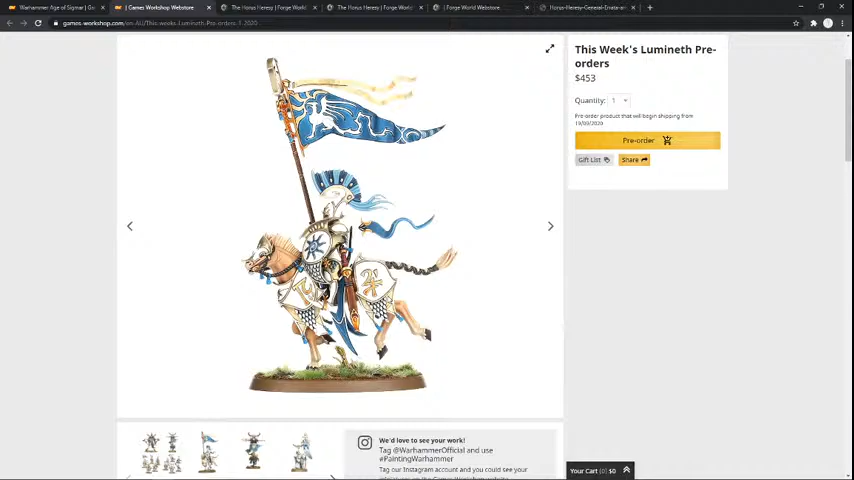 Warhammer Age of Sigmar | Ga
| Games Workshop Webstore
The Horus Heresy | Forge World
The Horus Heresy | Forge World
| Forge World Webstore
games-workshop.com/en-AU/This-weeks-Lumineth-Pre-orders-1-2020
This Week's Lumineth Pre-
orders
$453
Quantity: 1
Pre-order product that will begin shipping from
19/09/2020
Pre-order
Gift List
Share
We'd love to see your work!
Tag @WarhammerOfficial and use
#PaintingWarhammer
Tag our Instagram account and you could see your
Your Cart (0) $0